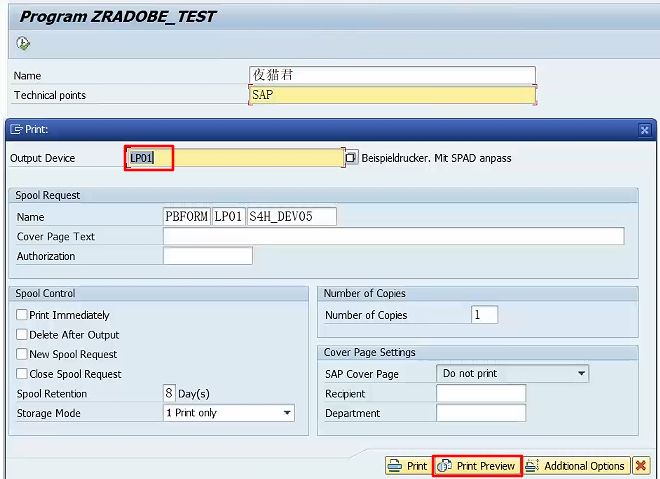 Program ZRADOBE_TEST
Name 夜猫君
Technical points SAP
Print:
Output Device LP01 Beispieldrucker. Mit SPAD anpass
Spool Request
Name PBFORM LP01 S4H_DEV05
Cover Page Text
Authorization
Spool Control
Print Immediately
Delete After Output
New Spool Request
Close Spool Request
Spool Retention 8 Day(s)
Storage Mode 1 Print only
Number of Copies
Number of Copies 1
Cover Page Settings
SAP Cover Page Do not print
Recipient
Department
Print Print Preview Additional Options